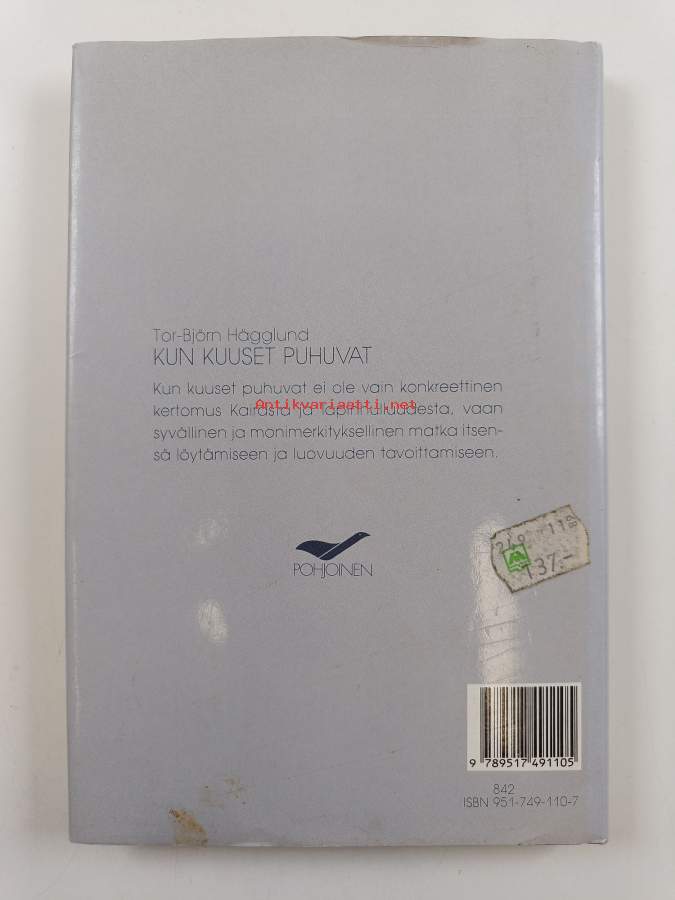 Tor-Björn Hägglund
KUN KUUSET PUHUVAT
Kun kuuset puhuvat ei ole vain konkreettinen
kertomus Kairasta ja lapinhulluudesta, vaan
Antikvariaatti.net
syvällinen ja monimerkityksellinen matka itsen-
sä löytämiseen ja luovuuden tavoittamiseen.
POHJOINEN
137.-
9 789517 491105
842
ISBN 951-749-110-7